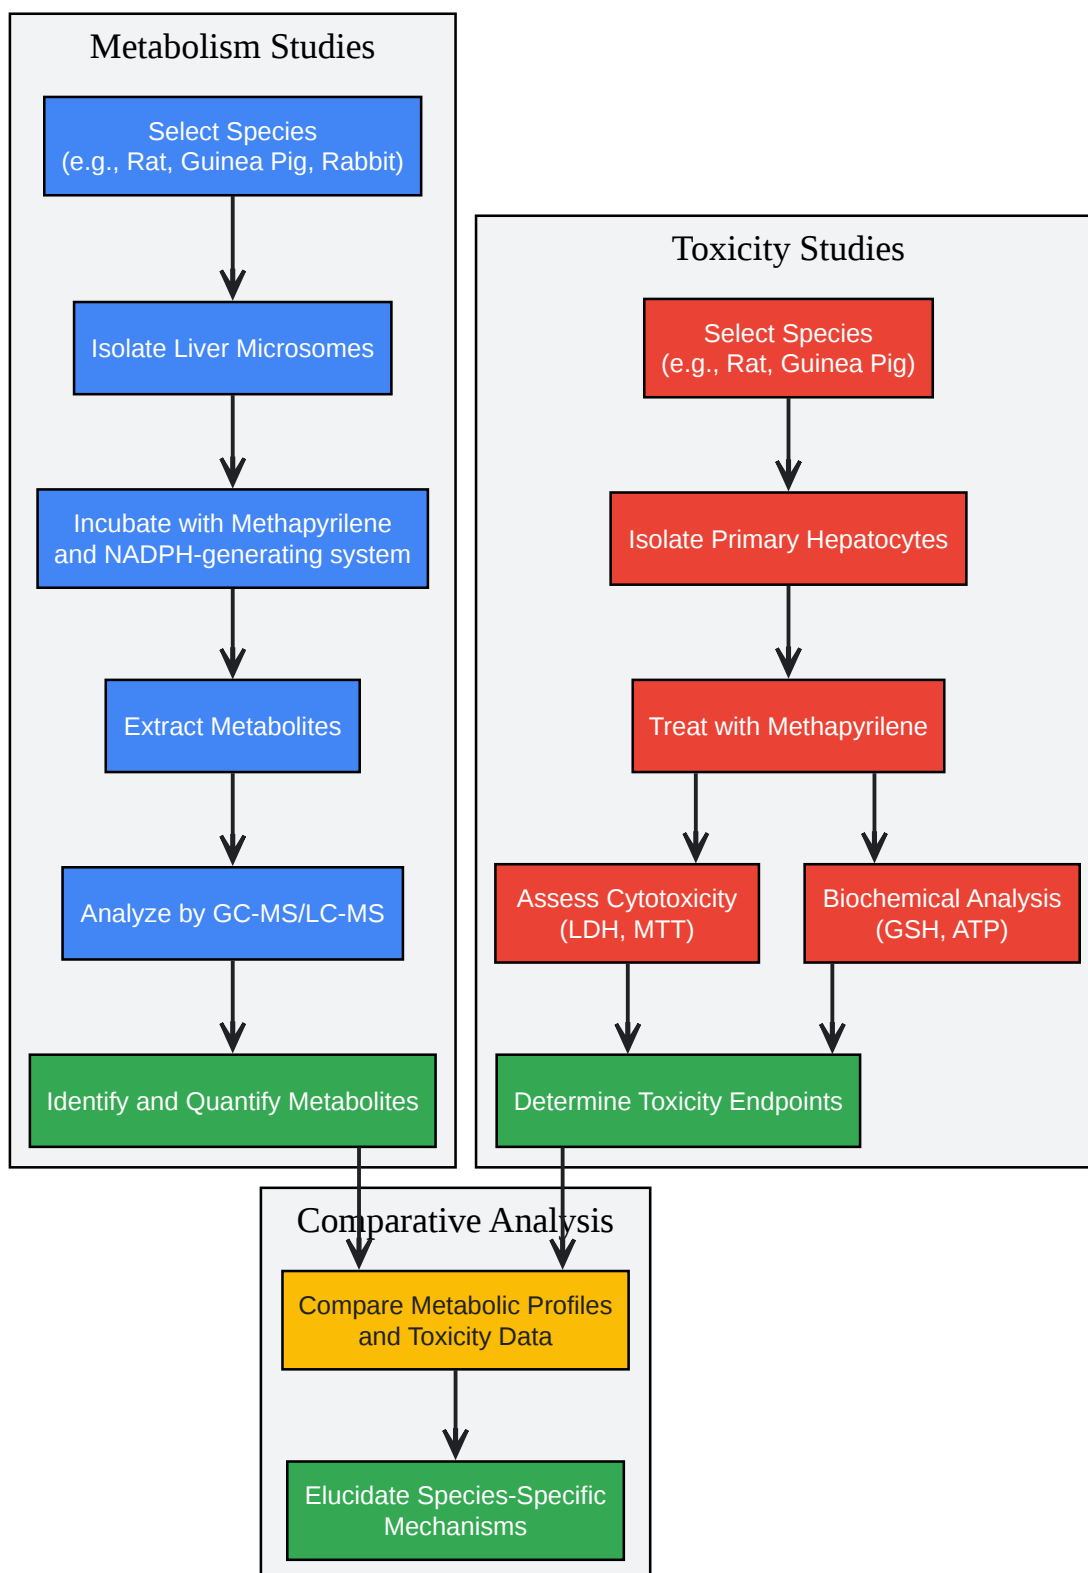 Metabolism Studies
Select Species
(e.g., Rat, Guinea Pig, Rabbit)
Isolate Liver Microsomes
Incubate with Methapyrilene
and NADPH-generating system
Extract Metabolites
Analyze by GC-MS/LC-MS
Identify and Quantify Metabolites
Toxicity Studies
Select Species
(e.g., Rat, Guinea Pig)
Isolate Primary Hepatocytes
Treat with Methapyrilene
Assess Cytotoxicity
(LDH, MTT)
Biochemical Analysis
(GSH, ATP)
Determine Toxicity Endpoints
Comparative Analysis
Compare Metabolic Profiles
and Toxicity Data
Elucidate Species-Specific
Mechanisms